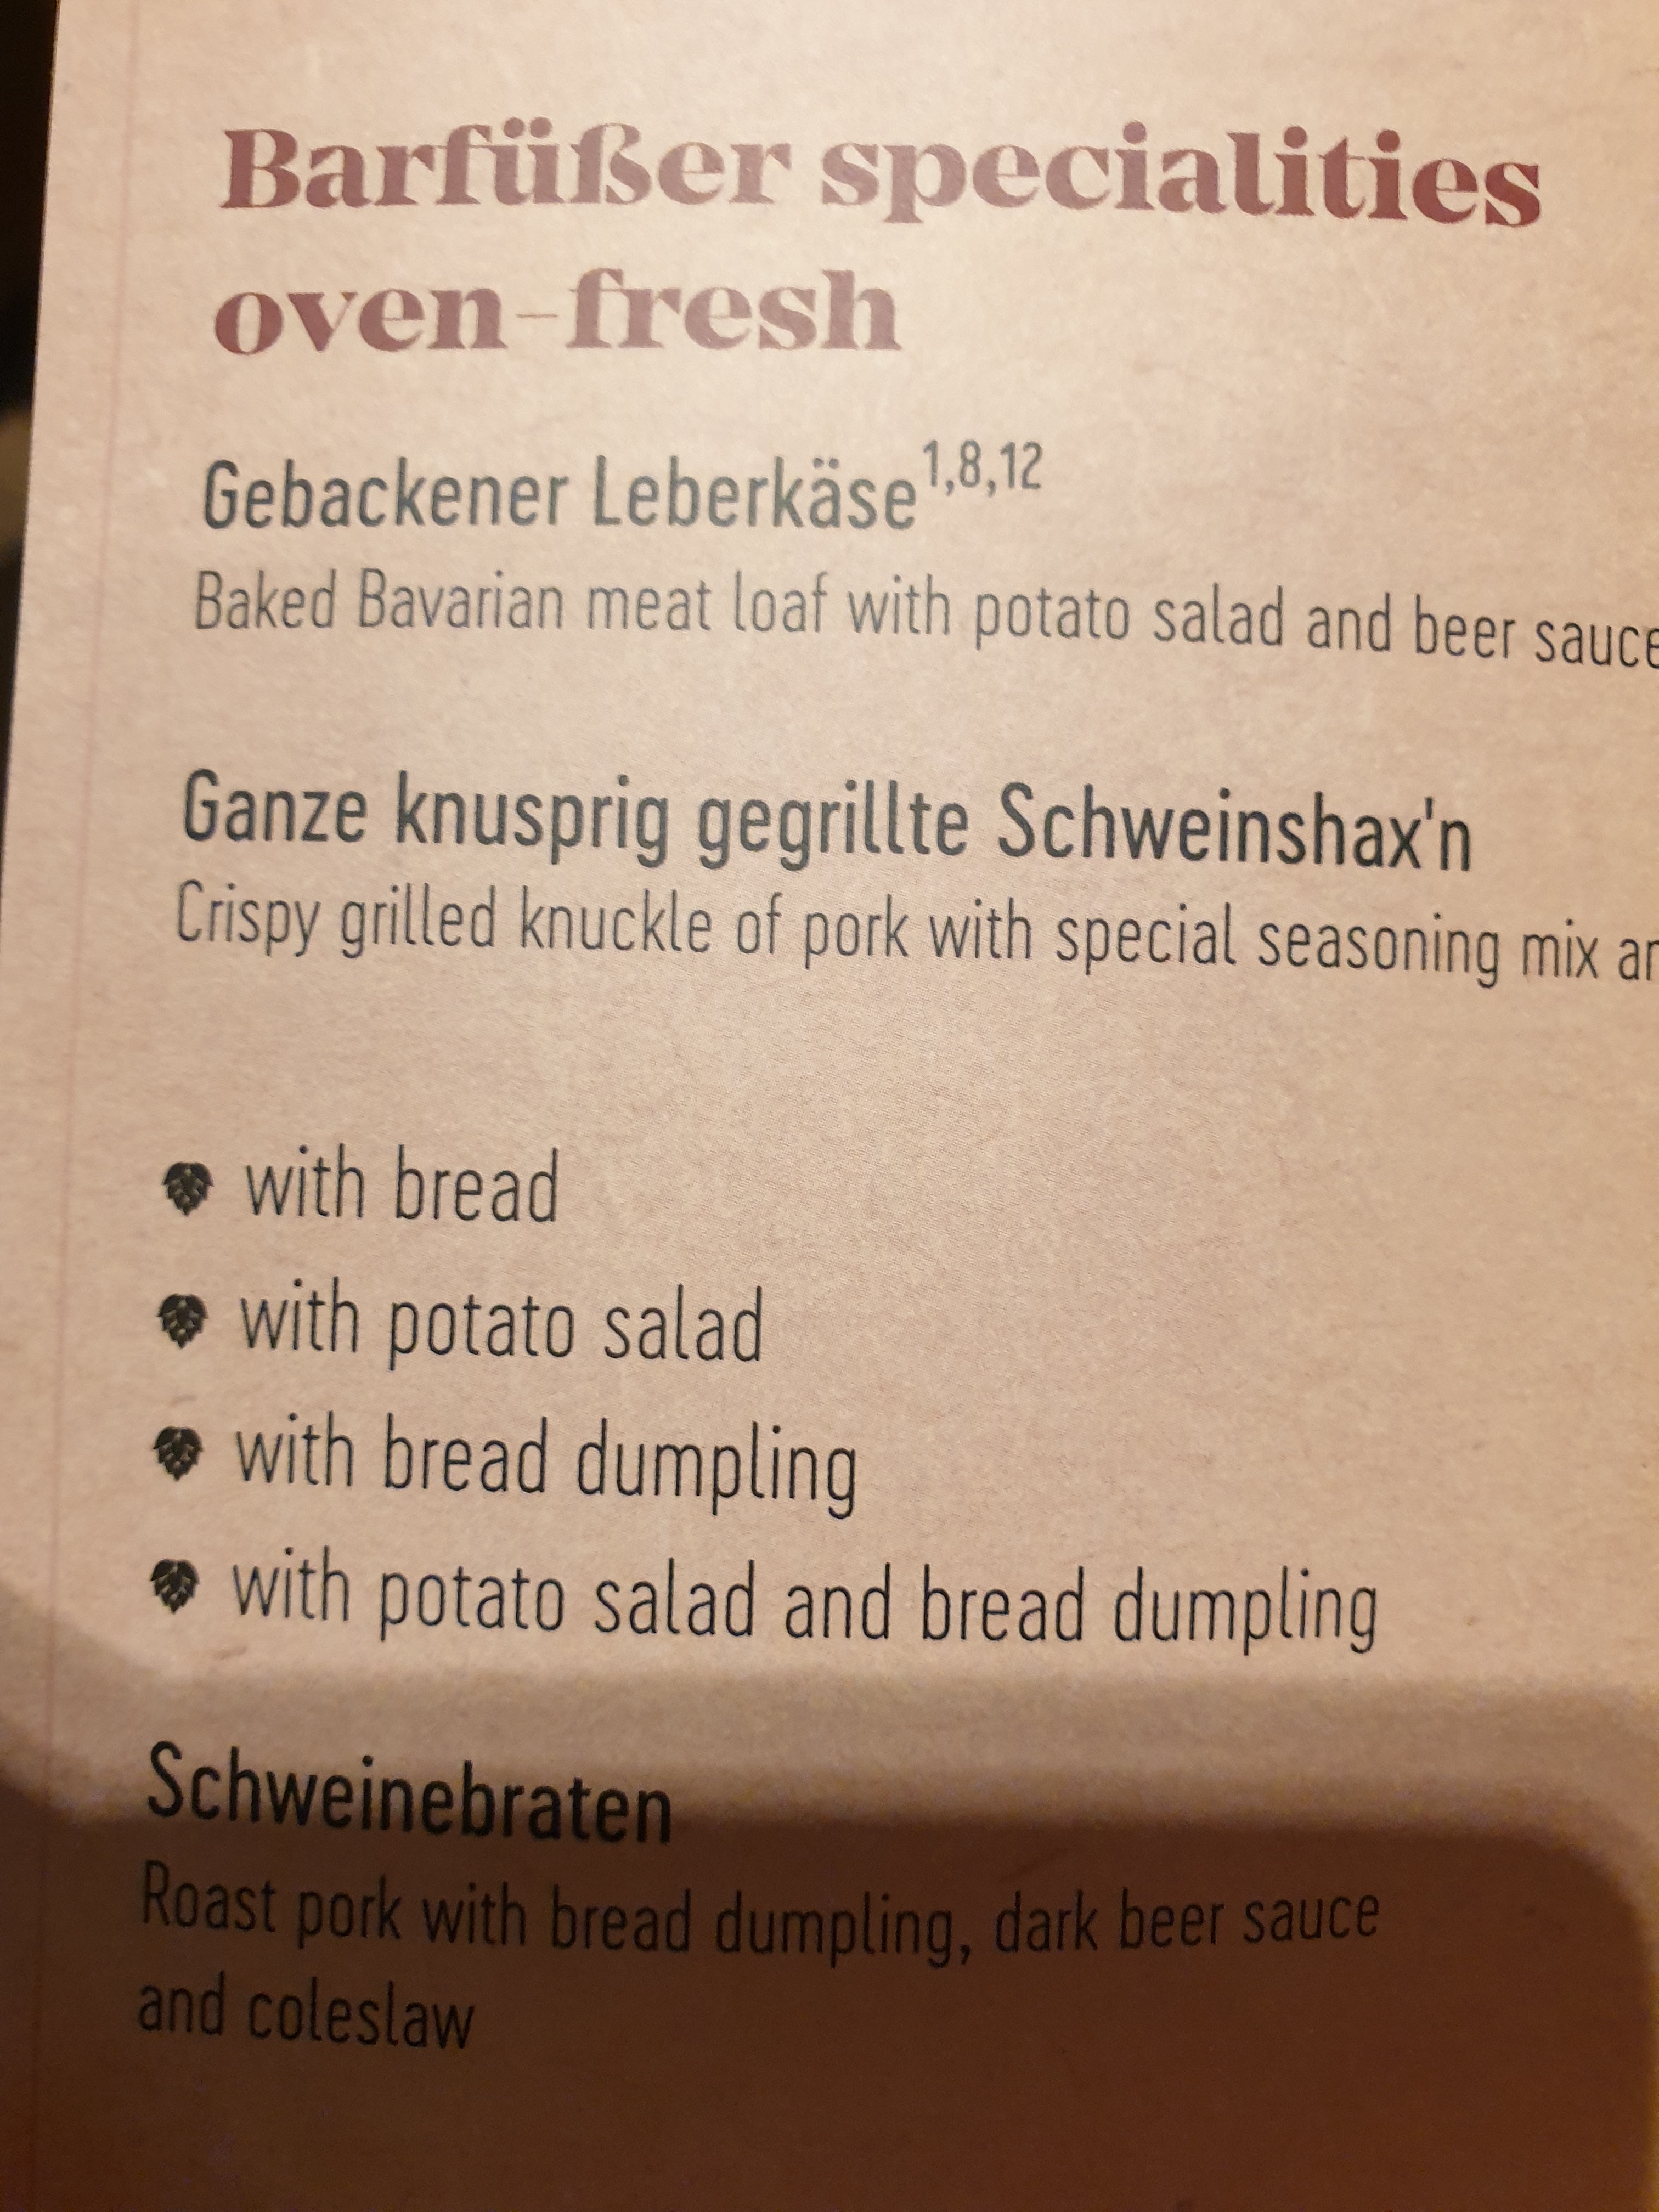 Barfüßer specialities
oven-fresh
Gebackener Leberkäse1,8,12
Baked Bavarian meat loaf with potato salad and beer sauce
Ganze knusprig gegrillte Schweinshax'n
Crispy grilled knuckle of pork with special seasoning mix
with bread
with potato salad
with bread dumpling
with potato salad and bread dumpling
Schweinebraten
Roast pork with bread dumpling, dark beer sauce
and coleslaw